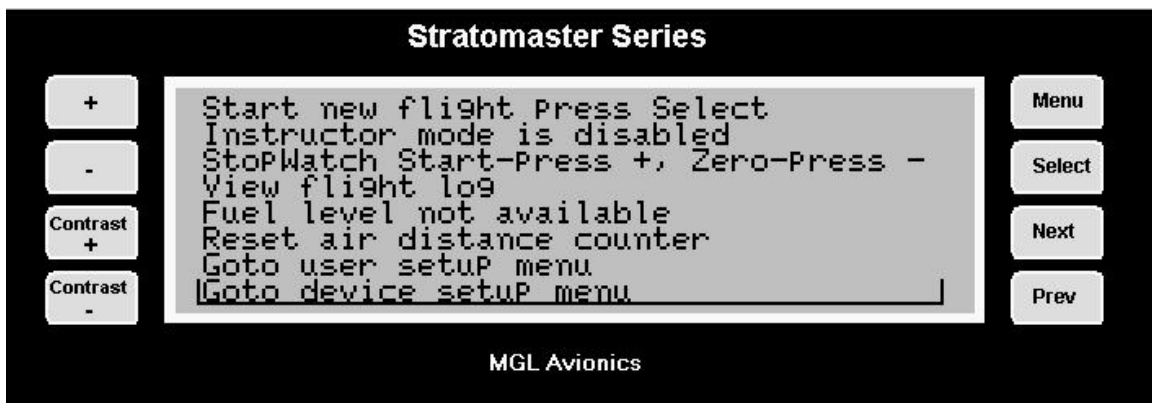 Stratomaster Series
+
-
Contrast
+
Contrast
-
Start new flight Press Select
Instructor mode is disabled
StopWatch Start-Press +, Zero-Press -
View flight log
Fuel level not available
Reset air distance counter
Goto user setup menu
Goto device setup menu
Menu
Select
Next
Prev
MGL Avionics